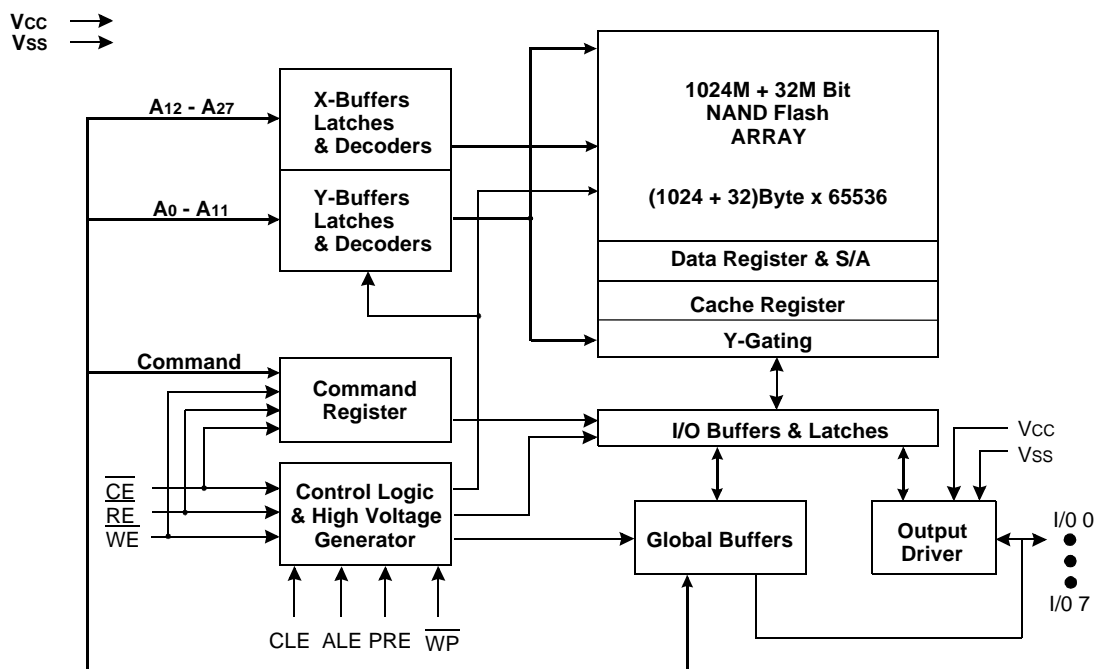 VCC
VSS
A12 - A27
X-Buffers
Latches
& Decoders
A0 - A11
Y-Buffers
Latches
& Decoders
1024M + 32M Bit
NAND Flash
ARRAY
(1024 + 32)Byte x 65536
Data Register & S/A
Cache Register
Y-Gating
Command
Command
Register
I/O Buffers & Latches
VCC
VSS
CE
RE
WE
Control Logic
& High Voltage
Generator
Global Buffers
Output
Driver
I/0 0
I/0 7
CLE
ALE
PRE
WP